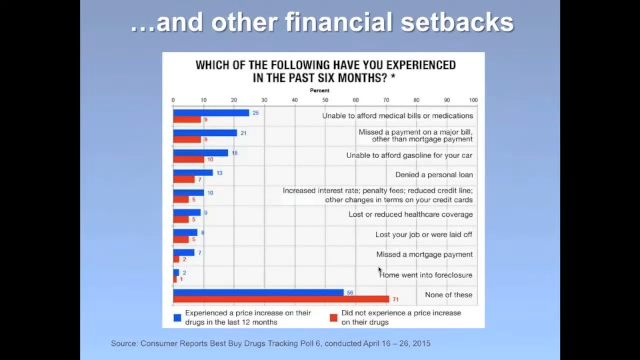 …and other financial setbacks
WHICH OF THE FOLLOWING HAVE YOU EXPERIENCED
IN THE PAST SIX MONTHS? *
Percent
0 10 20 30 40 50 60 70 80 90 100
25 Unable to afford medical bills or medications
9
21 Missed a payment on a major bill,
9 other than mortgage payment
18 Unable to afford gasoline for your car
10
13 Denied a personal loan
7
10 Increased interest rate; penalty fees; reduced credit line;
5 other changes in terms on your credit cards
Lost or reduced healthcare coverage
5
Lost your job or were laid off
5
7 Missed a mortgage payment
2
2 Home went into foreclosure
1
56 None of these
71
Experienced a price increase on their
drugs in the last 12 months
Did not experience a price increase
on their drugs
Source: Consumer Reports Best Buy Drugs Tracking Poll 6, conducted April 16 – 26, 2015